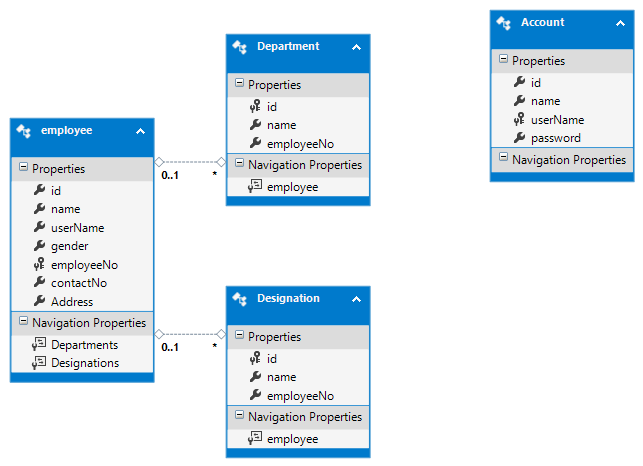 employee
Properties
id
name
userName
gender
employeeNo
contactNo
Address
Navigation Properties
Departments
Designations
0..1
*
0..1
*
Department
Properties
id
name
employeeNo
Navigation Properties
employee
Designation
Properties
id
name
employeeNo
Navigation Properties
employee
Account
Properties
id
name
userName
password
Navigation Properties